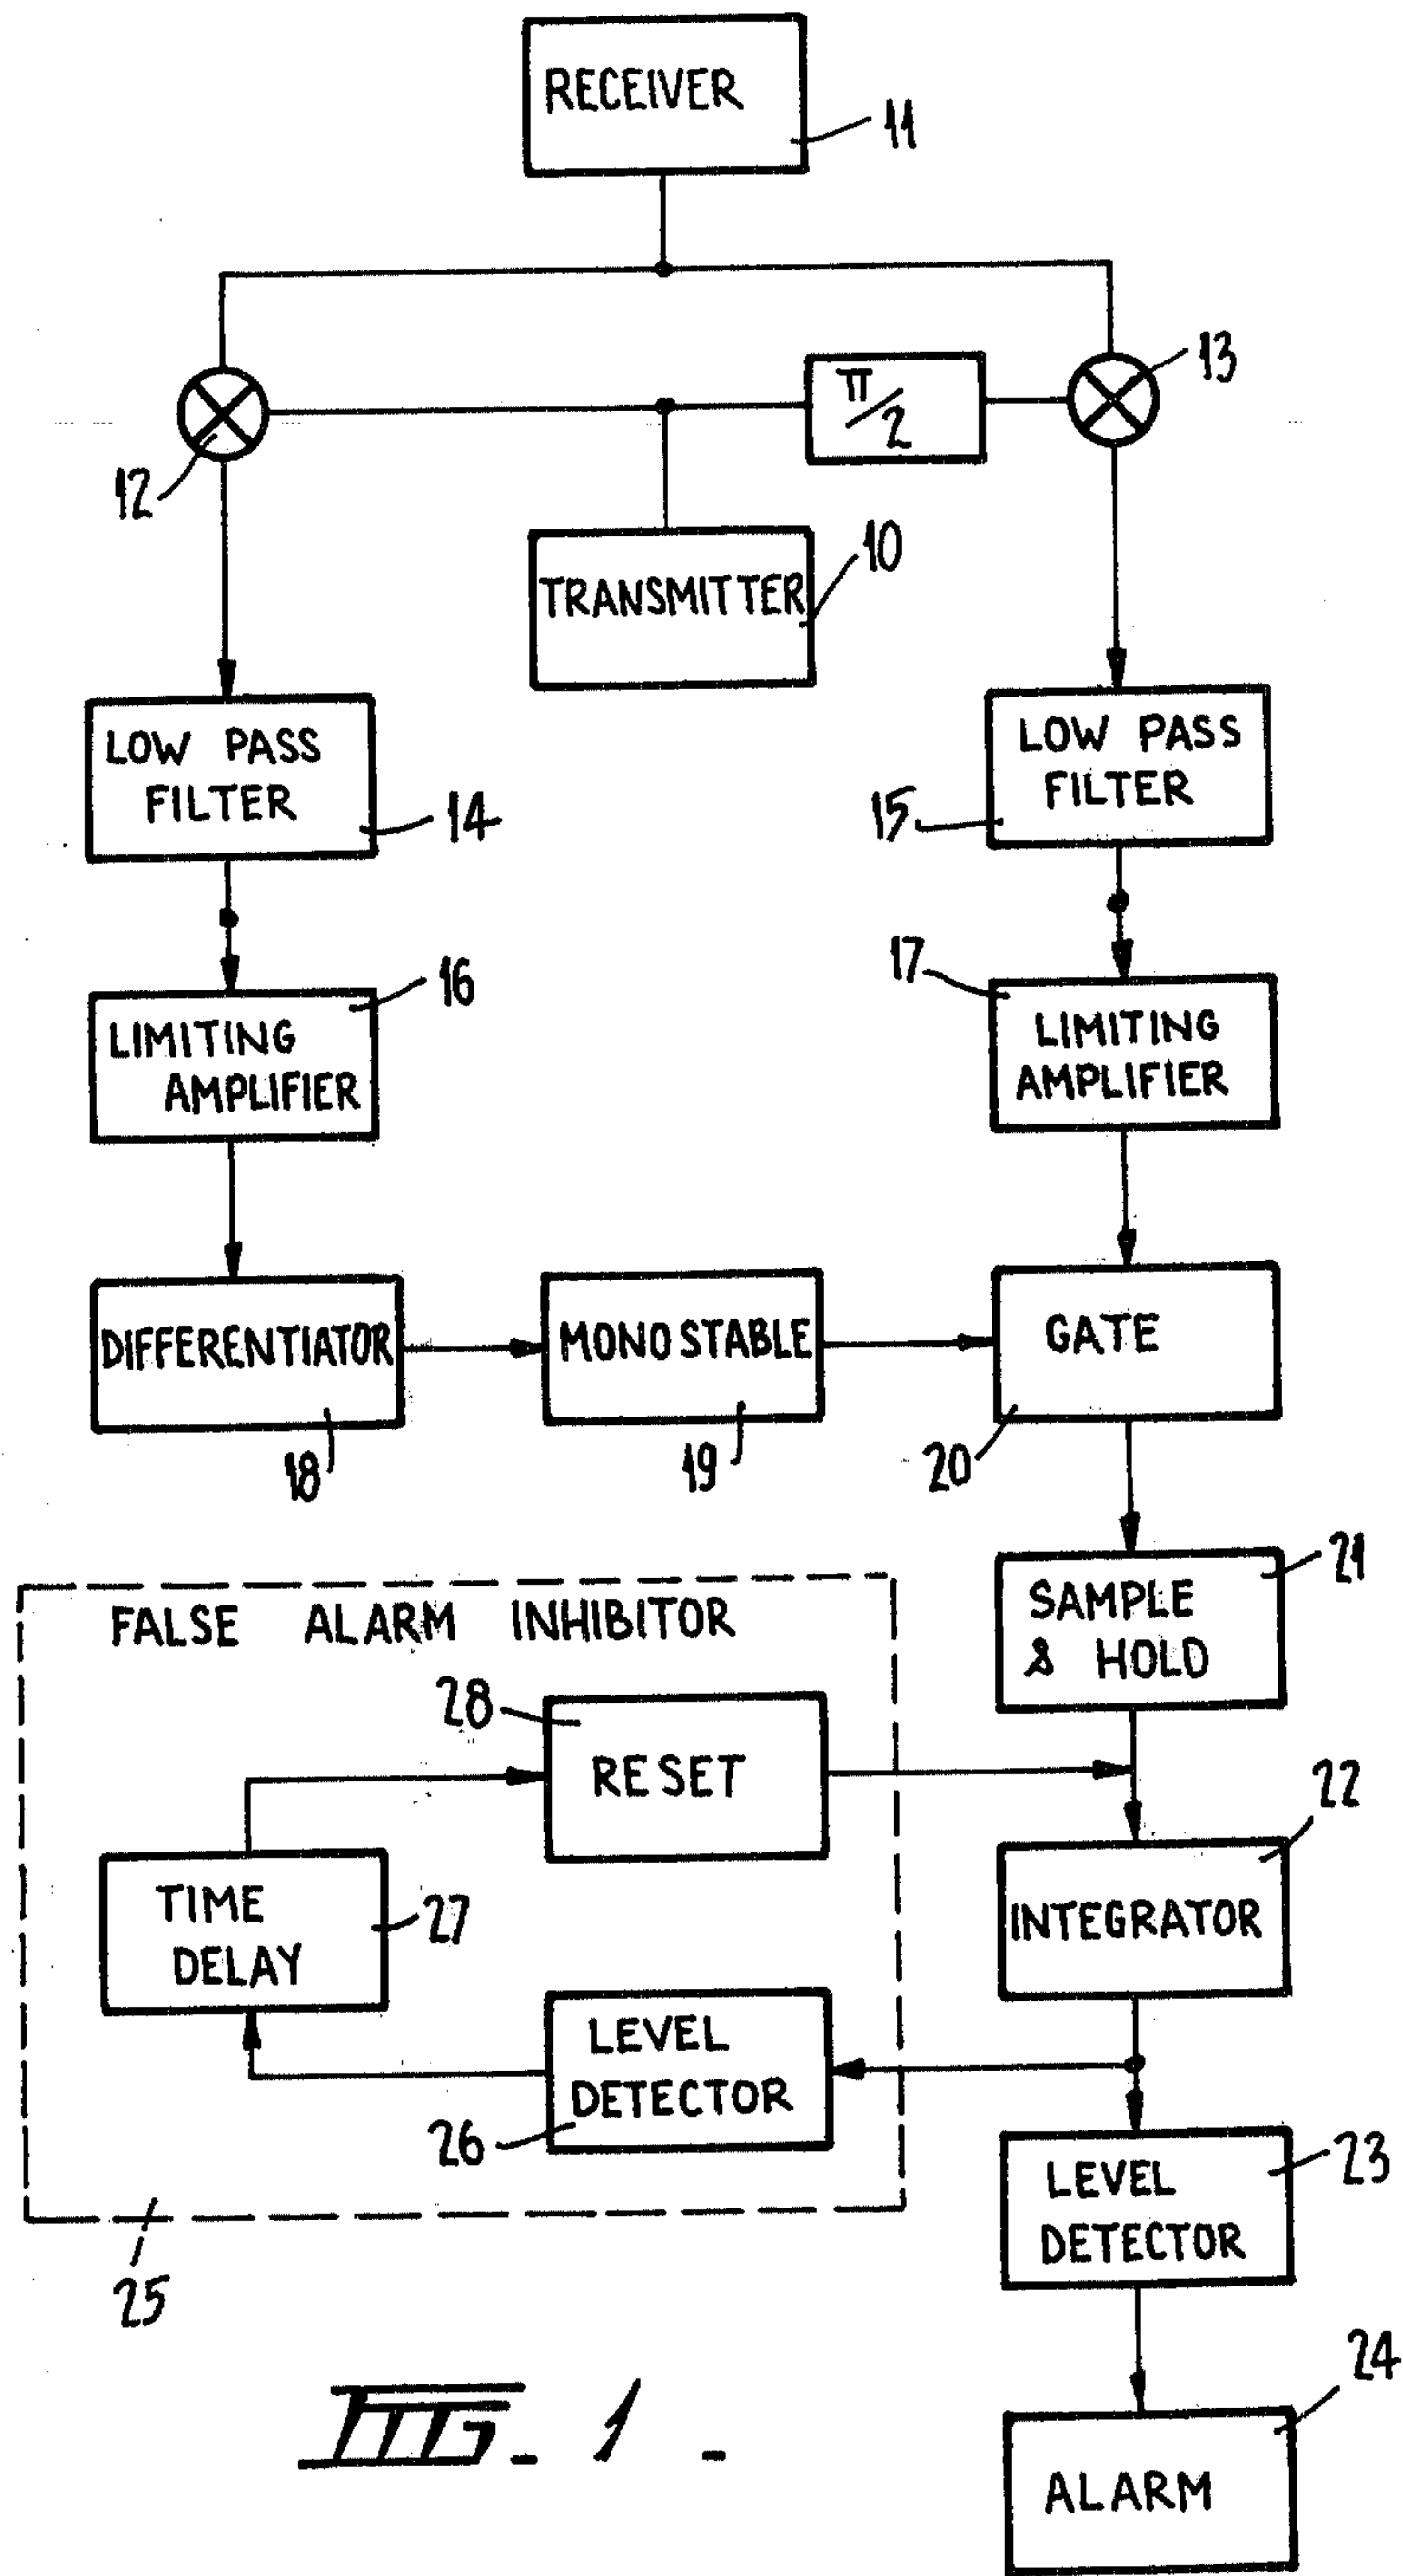 RECEIVER
11
13
π/2
12
10
TRANSMITTER
LOW PASS
FILTER
14
LOW PASS
FILTER
15
16
LIMITING
AMPLIFIER
17
LIMITING
AMPLIFIER
DIFFERENTIATOR
18
MONOSTABLE
19
GATE
20
21
SAMPLE
& HOLD
FALSE ALARM INHIBITOR
28
RESET
22
INTEGRATOR
TIME
DELAY
27
LEVEL
DETECTOR
26
23
LEVEL
DETECTOR
25
24
ALARM
FIG. 1.